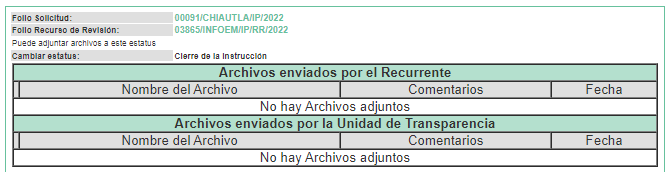 Folio Solicitud: 00091/CHIAUTLA/IP/2022
Folio Recurso de Revisión: 03865/INFOEM/IP/RR/2022
Puede adjuntar archivos a este estatus
Cambiar estatus: Cierre de la Instrucción
Archivos enviados por el Recurrente
Nombre del Archivo Comentarios Fecha
No hay Archivos adjuntos
Archivos enviados por la Unidad de Transparencia
Nombre del Archivo Comentarios Fecha
No hay Archivos adjuntos